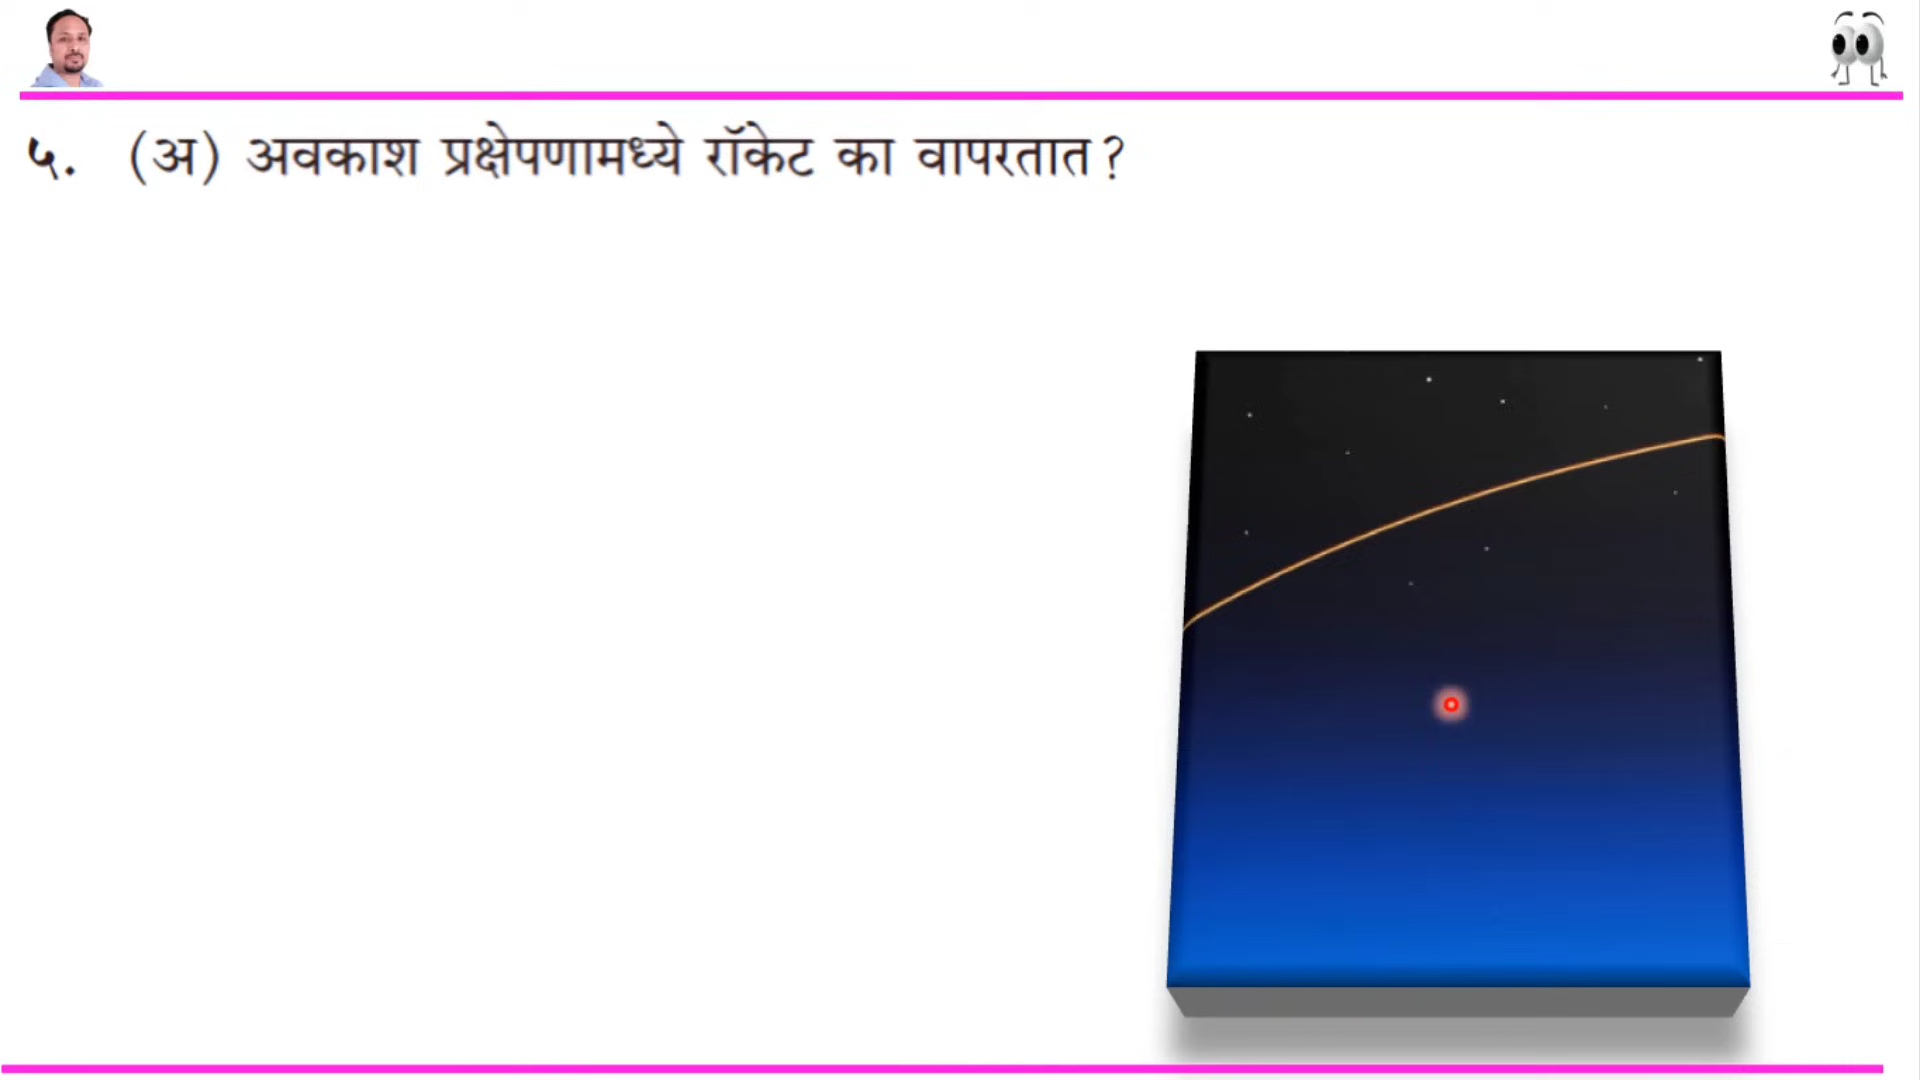 ५. (अ) अवकाश प्रक्षेपणामध्ये रॉकेट का वापरतात?